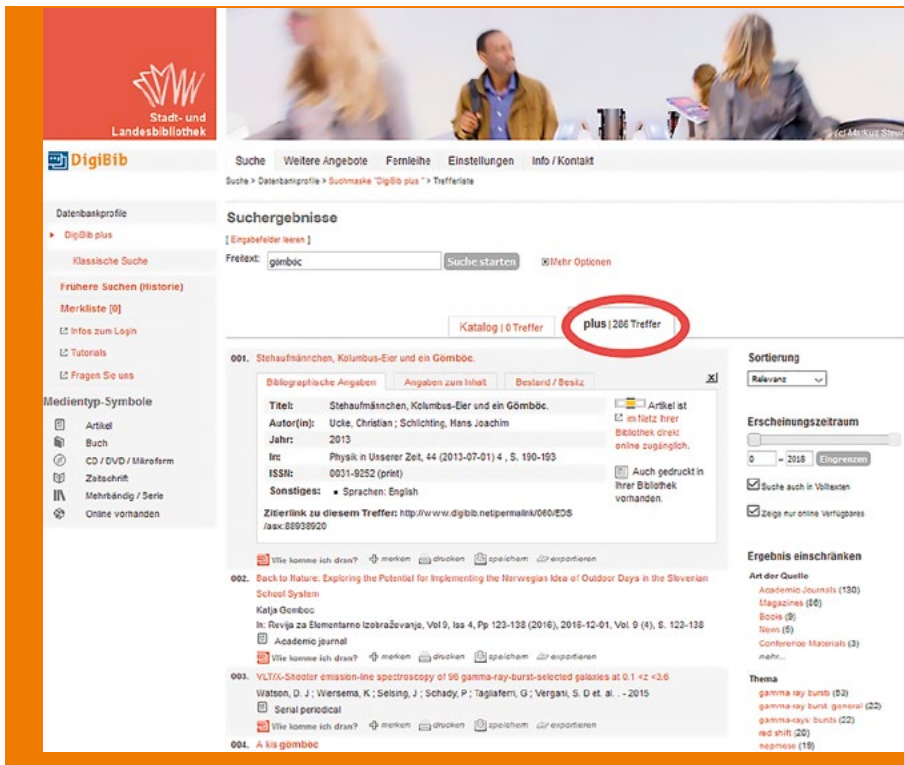 Stadt- und
Landesbibliothek
(c) Markus Steur
DigiBib
Suche Weitere Angebote Fernleihe Einstellungen Info / Kontakt
Suche > Datenbankprofile > Suchmaske "DigiBib plus " > Trefferliste
Datenbankprofile
DigiBib plus
Klassische Suche
Frühere Suchen (Historie)
Merkliste [0]
Infos zum Login
Tutorials
Fragen Sie uns
Medientyp-Symbole
Artikel
Buch
CD / DVD / Mikroform
Zeitschrift
Mehrbändig / Serie
Online vorhanden
Suchergebnisse
[ Eingabefelder leeren ]
Freitext: gömböc Suche starten Mehr Optionen
Katalog | 0 Treffer plus | 286 Treffer
001. Stehaufmännchen, Kolumbus-Eier und ein Gömböc.
Bibliographische Angaben Angaben zum Inhalt Bestand / Besitz x
Titel: Stehaufmännchen, Kolumbus-Eier und ein Gömböc.
Autor(in): Ucke, Christian ; Schlichting, Hans Joachim
Jahr: 2013
In: Physik in Unserer Zeit, 44 (2013-07-01) 4 , S. 190-193
ISSN: 0031-9252 (print)
Sonstiges: • Sprachen: English
Zitierlink zu diesem Treffer: http://www.digibib.net/permalink/060/EDS
/asx:88938920
Artikel ist
im Netz Ihrer
Bibliothek direkt
online zugänglich.
Auch gedruckt in
Ihrer Bibliothek
vorhanden.
Wie komme ich dran? merken drucken speichern exportieren
002. Back to Nature: Exploring the Potential for Implementing the Norwegian Idea of Outdoor Days in the Slovenian
School System
Katja Gomboc
In: Revija za Elementarno Izobraževanje, Vol 9, Iss 4, Pp 123-138 (2016), 2016-12-01, Vol. 9 (4), S. 123-138
Academic journal
Wie komme ich dran? merken drucken speichern exportieren
003. VLT/X-Shooter emission-line spectroscopy of 96 gamma-ray-burst-selected galaxies at 0.1 <z <3.6
Watson, D. J ; Wiersema, K ; Selsing, J ; Schady, P ; Tagliaferri, G ; Vergani, S. D et. al. . - 2015
Serial periodical
Wie komme ich dran? merken drucken speichern exportieren
004. A kis gömböc
Sortierung
Relevanz
Erscheinungszeitraum
0 - 2018 Eingrenzen
Suche auch in Volltexten
Zeige nur online Verfügbares
Ergebnis einschränken
Art der Quelle
Academic Journals (130)
Magazines (86)
Books (9)
News (5)
Conference Materials (3)
mehr...
Thema
gamma ray bursts (53)
gamma-ray burst: general (22)
gamma-rays: bursts (22)
red shift (20)
nepmese (19)